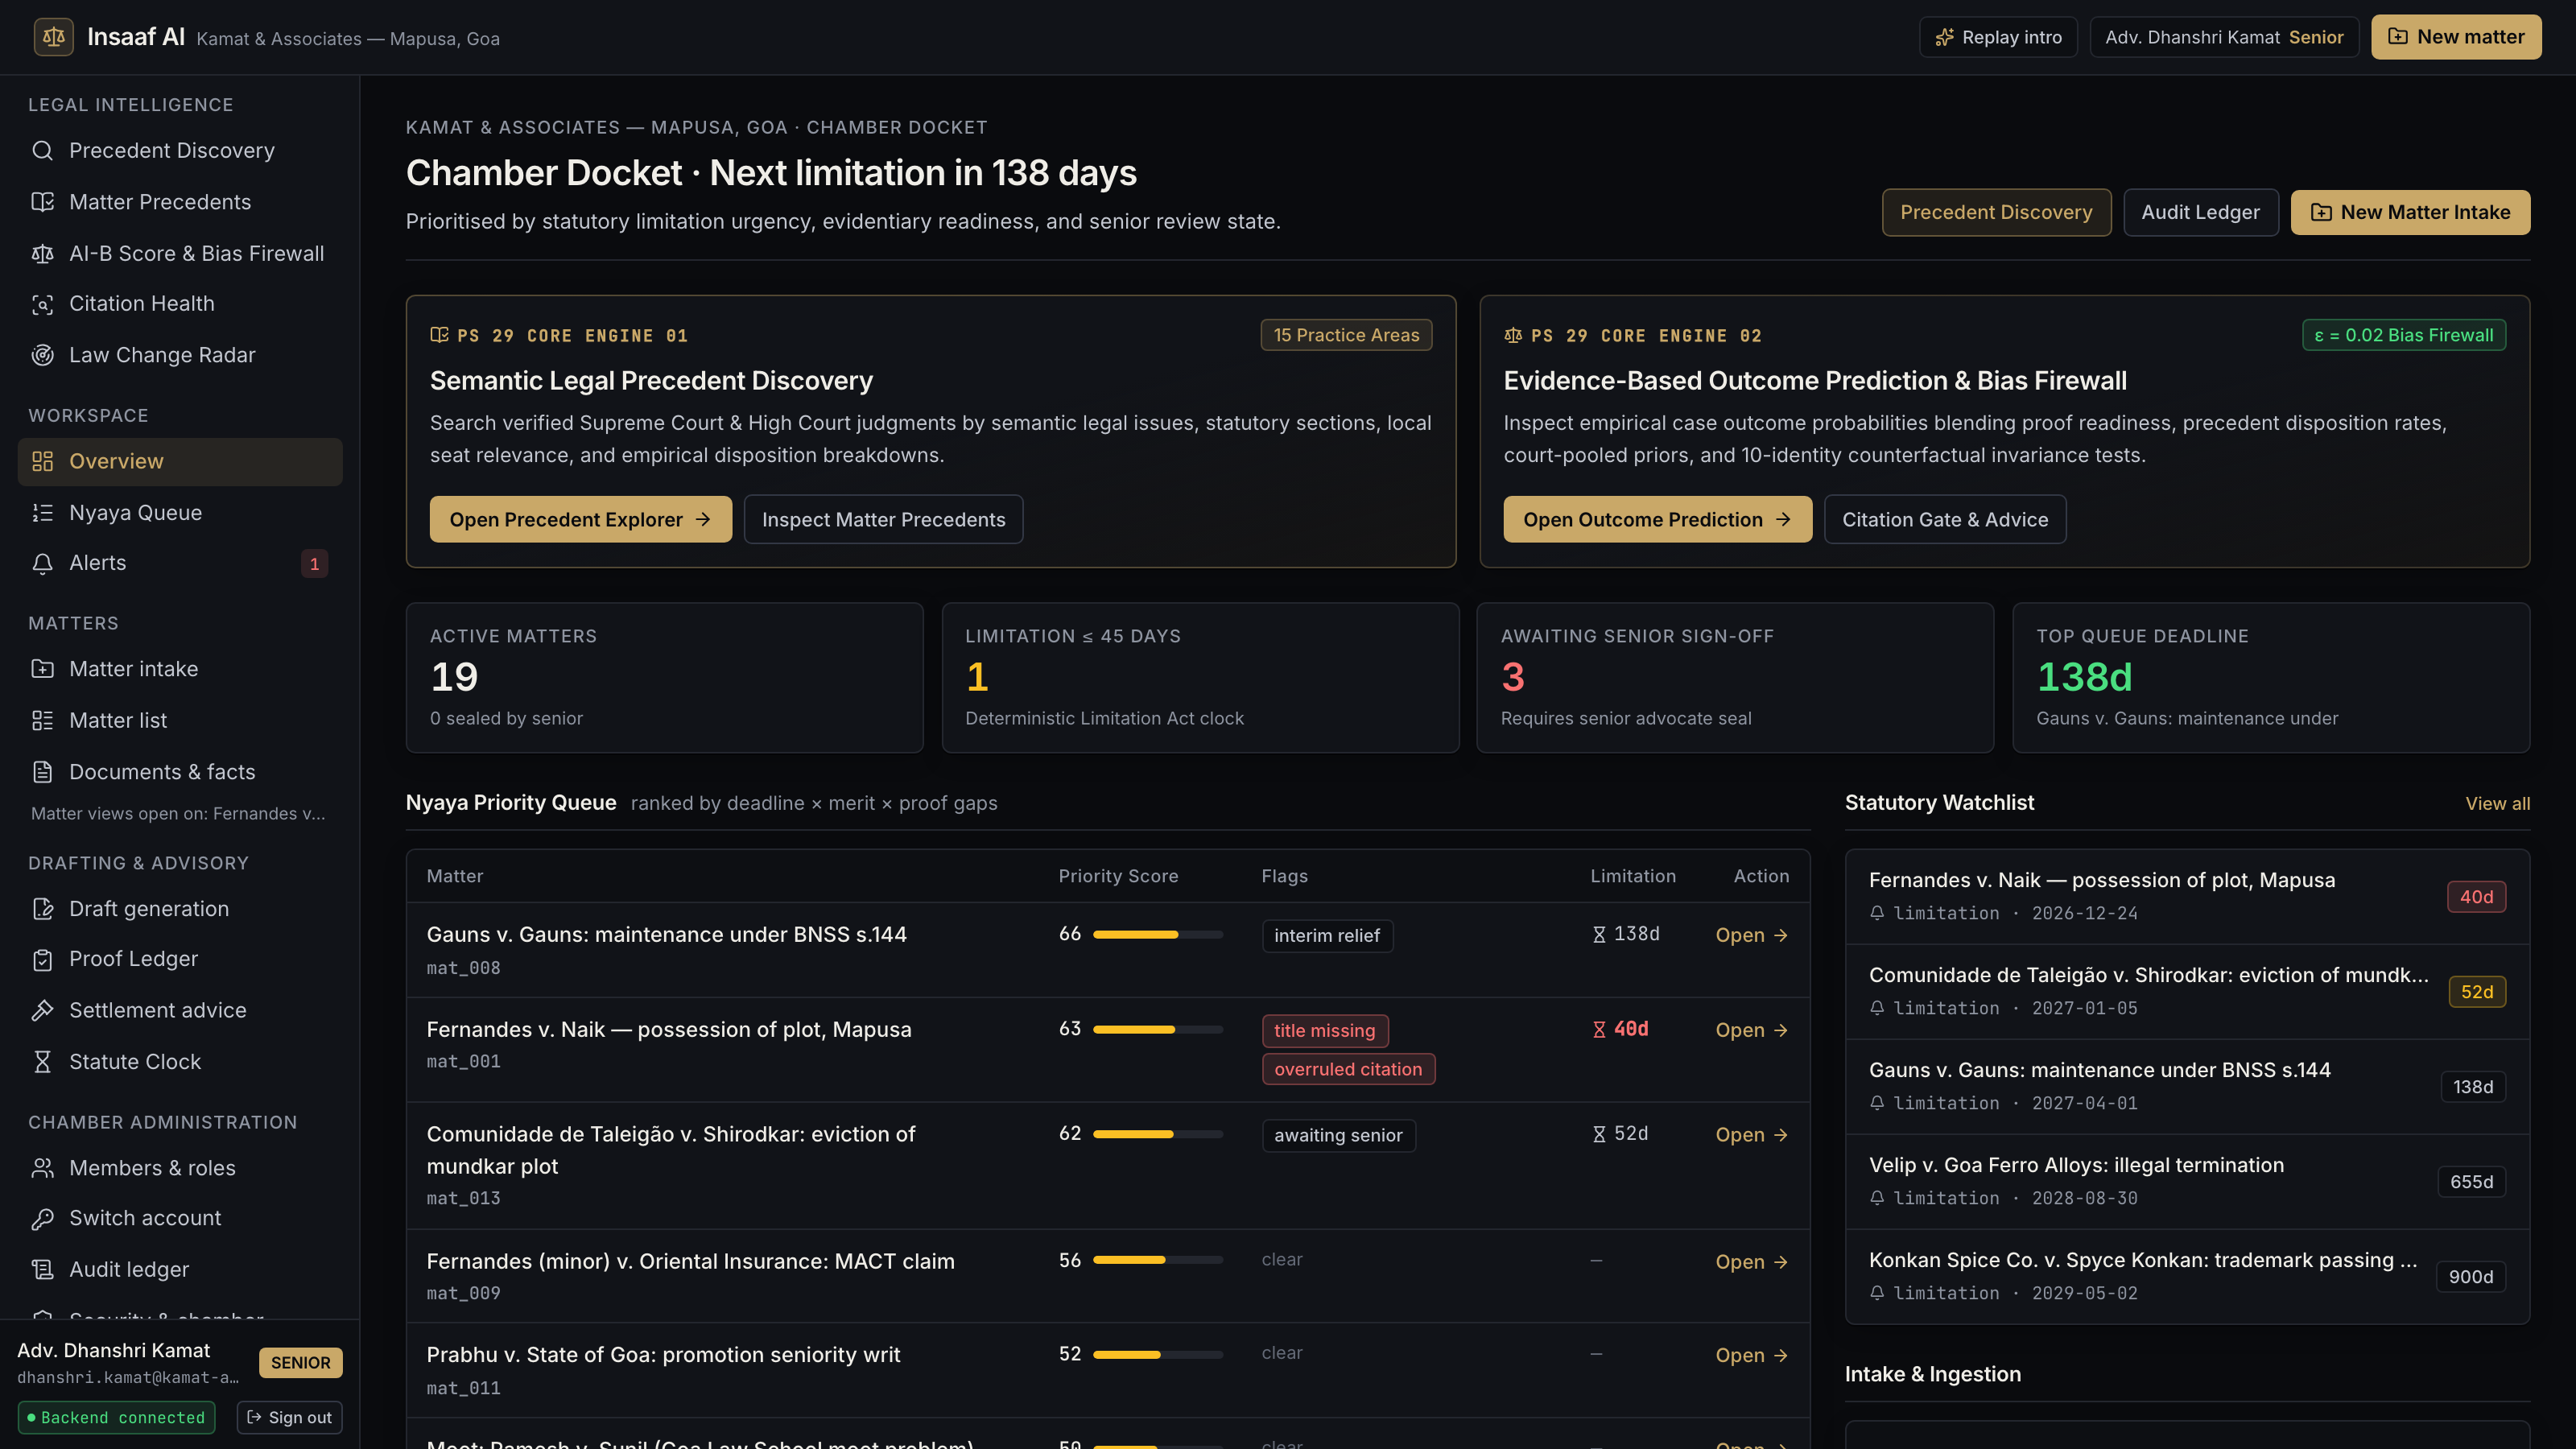 Insaaf AI Kamat & Associates — Mapusa, Goa
Replay intro
Adv. Dhanshri Kamat Senior
New matter
LEGAL INTELLIGENCE
Precedent Discovery
Matter Precedents
AI-B Score & Bias Firewall
Citation Health
Law Change Radar
WORKSPACE
Overview
Nyaya Queue
Alerts 1
MATTERS
Matter intake
Matter list
Documents & facts
Matter views open on: Fernandes v...
DRAFTING & ADVISORY
Draft generation
Proof Ledger
Settlement advice
Statute Clock
CHAMBER ADMINISTRATION
Members & roles
Switch account
Audit ledger
Security & chamber
Adv. Dhanshri Kamat
dhanshri.kamat@kamat-a...
SENIOR
Backend connected
Sign out
KAMAT & ASSOCIATES — MAPUSA, GOA · CHAMBER DOCKET
Chamber Docket · Next limitation in 138 days
Prioritised by statutory limitation urgency, evidentiary readiness, and senior review state.
Precedent Discovery
Audit Ledger
New Matter Intake
PS 29 CORE ENGINE 01
15 Practice Areas
Semantic Legal Precedent Discovery
Search verified Supreme Court & High Court judgments by semantic legal issues, statutory sections, local
seat relevance, and empirical disposition breakdowns.
Open Precedent Explorer →
Inspect Matter Precedents
PS 29 CORE ENGINE 02
ε = 0.02 Bias Firewall
Evidence-Based Outcome Prediction & Bias Firewall
Inspect empirical case outcome probabilities blending proof readiness, precedent disposition rates,
court-pooled priors, and 10-identity counterfactual invariance tests.
Open Outcome Prediction →
Citation Gate & Advice
ACTIVE MATTERS
19
0 sealed by senior
LIMITATION ≤ 45 DAYS
1
Deterministic Limitation Act clock
AWAITING SENIOR SIGN-OFF
3
Requires senior advocate seal
TOP QUEUE DEADLINE
138d
Gauns v. Gauns: maintenance under
Nyaya Priority Queue ranked by deadline × merit × proof gaps
Matter Priority Score Flags Limitation Action
Gauns v. Gauns: maintenance under BNSS s.144 66 interim relief 138d Open →
mat_008
Fernandes v. Naik — possession of plot, Mapusa 63 title missing 40d Open →
mat_001 overruled citation
Comunidade de Taleigão v. Shirodkar: eviction of 62 awaiting senior 52d Open →
mundkar plot
mat_013
Fernandes (minor) v. Oriental Insurance: MACT claim 56 clear — Open →
mat_009
Prabhu v. State of Goa: promotion seniority writ 52 clear — Open →
mat_011
Moot: Ramesh v. Sunil (Goa Law School moot problem) 50 clear — Open →
Statutory Watchlist
View all
Fernandes v. Naik — possession of plot, Mapusa 40d
limitation · 2026-12-24
Comunidade de Taleigão v. Shirodkar: eviction of mundk... 52d
limitation · 2027-01-05
Gauns v. Gauns: maintenance under BNSS s.144 138d
limitation · 2027-04-01
Velip v. Goa Ferro Alloys: illegal termination 655d
limitation · 2028-08-30
Konkan Spice Co. v. Spyce Konkan: trademark passing ... 900d
limitation · 2029-05-02
Intake & Ingestion